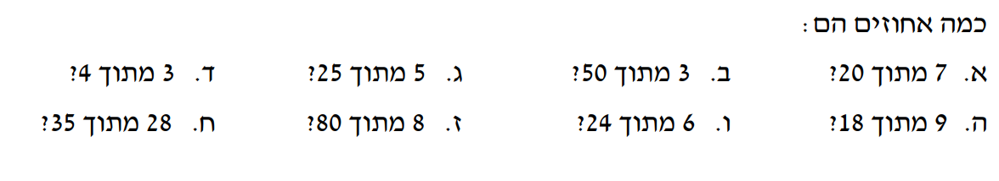 כמה אחוזים הם:
א. 7 מתוך 20? ב. 3 מתוך 50? ג. 5 מתוך 25? ד. 3 מתוך 4?
ה. 9 מתוך 18? ו. 6 מתוך 24? ז. 8 מתוך 80? ח. 28 מתוך 35?